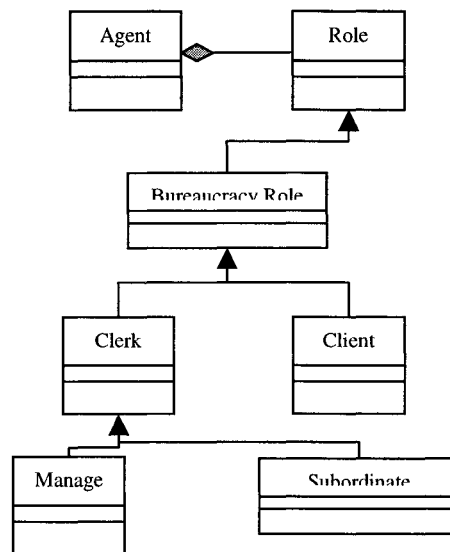 Agent
Role
Bureaucracy Role
Clerk
Client
Manage
Subordinate